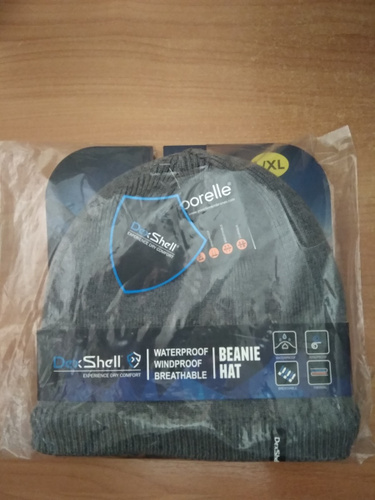 /XL
porelle®
DexShell®
EXPERIENCE DRY COMFORT
DexShell
EXPERIENCE DRY COMFORT
WATERPROOF
WINDPROOF
BREATHABLE
BEANIE
HAT
DexShell